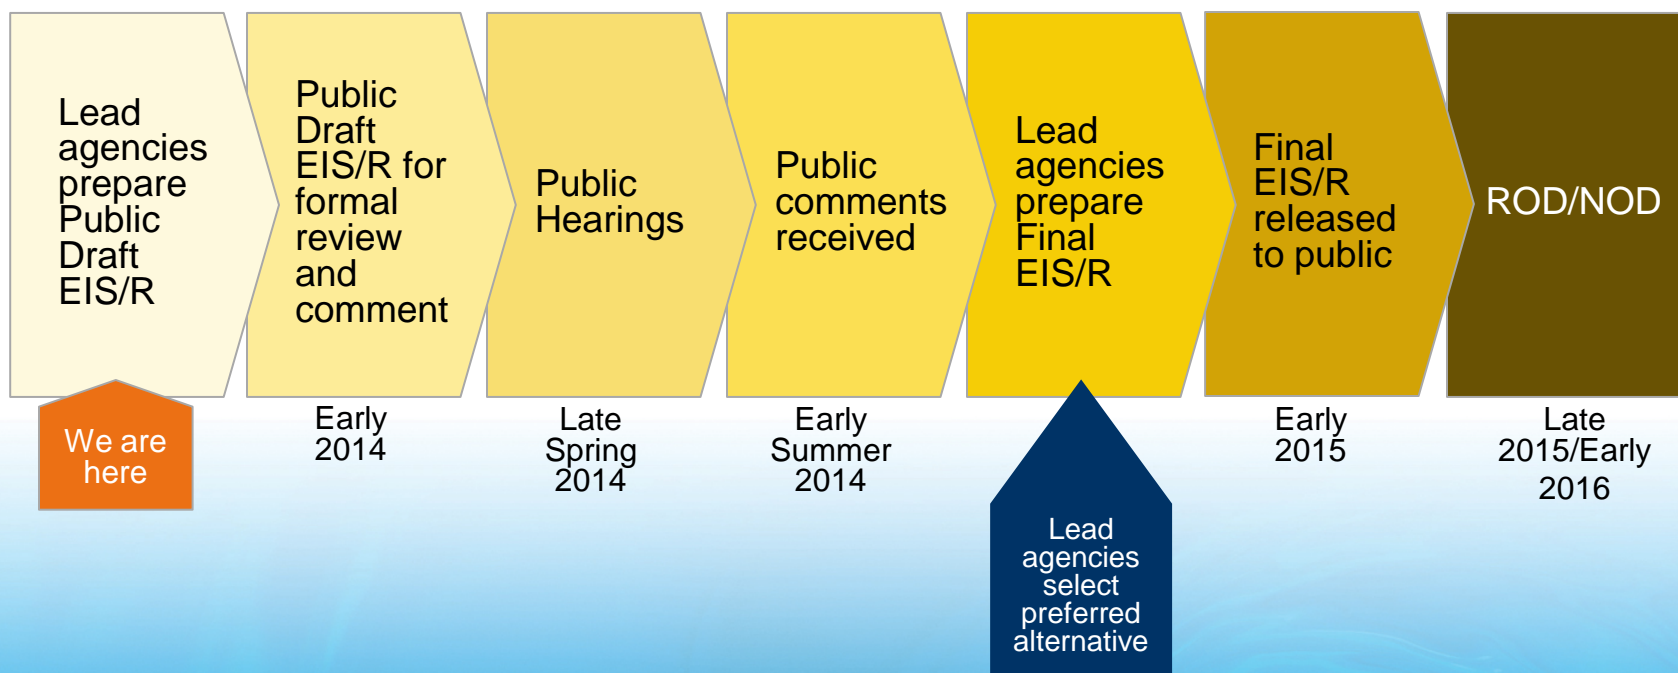 Lead
agencies
prepare
Public
Draft
EIS/R
Public
Draft
EIS/R for
formal
review
and
comment
Public
Hearings
Public
comments
received
Lead
agencies
prepare
Final
EIS/R
Final
EIS/R
released
to public
ROD/NOD
We are
here
Early
2014
Late
Spring
2014
Early
Summer
2014
Lead
agencies
select
preferred
alternative
Early
2015
Late
2015/Early
2016